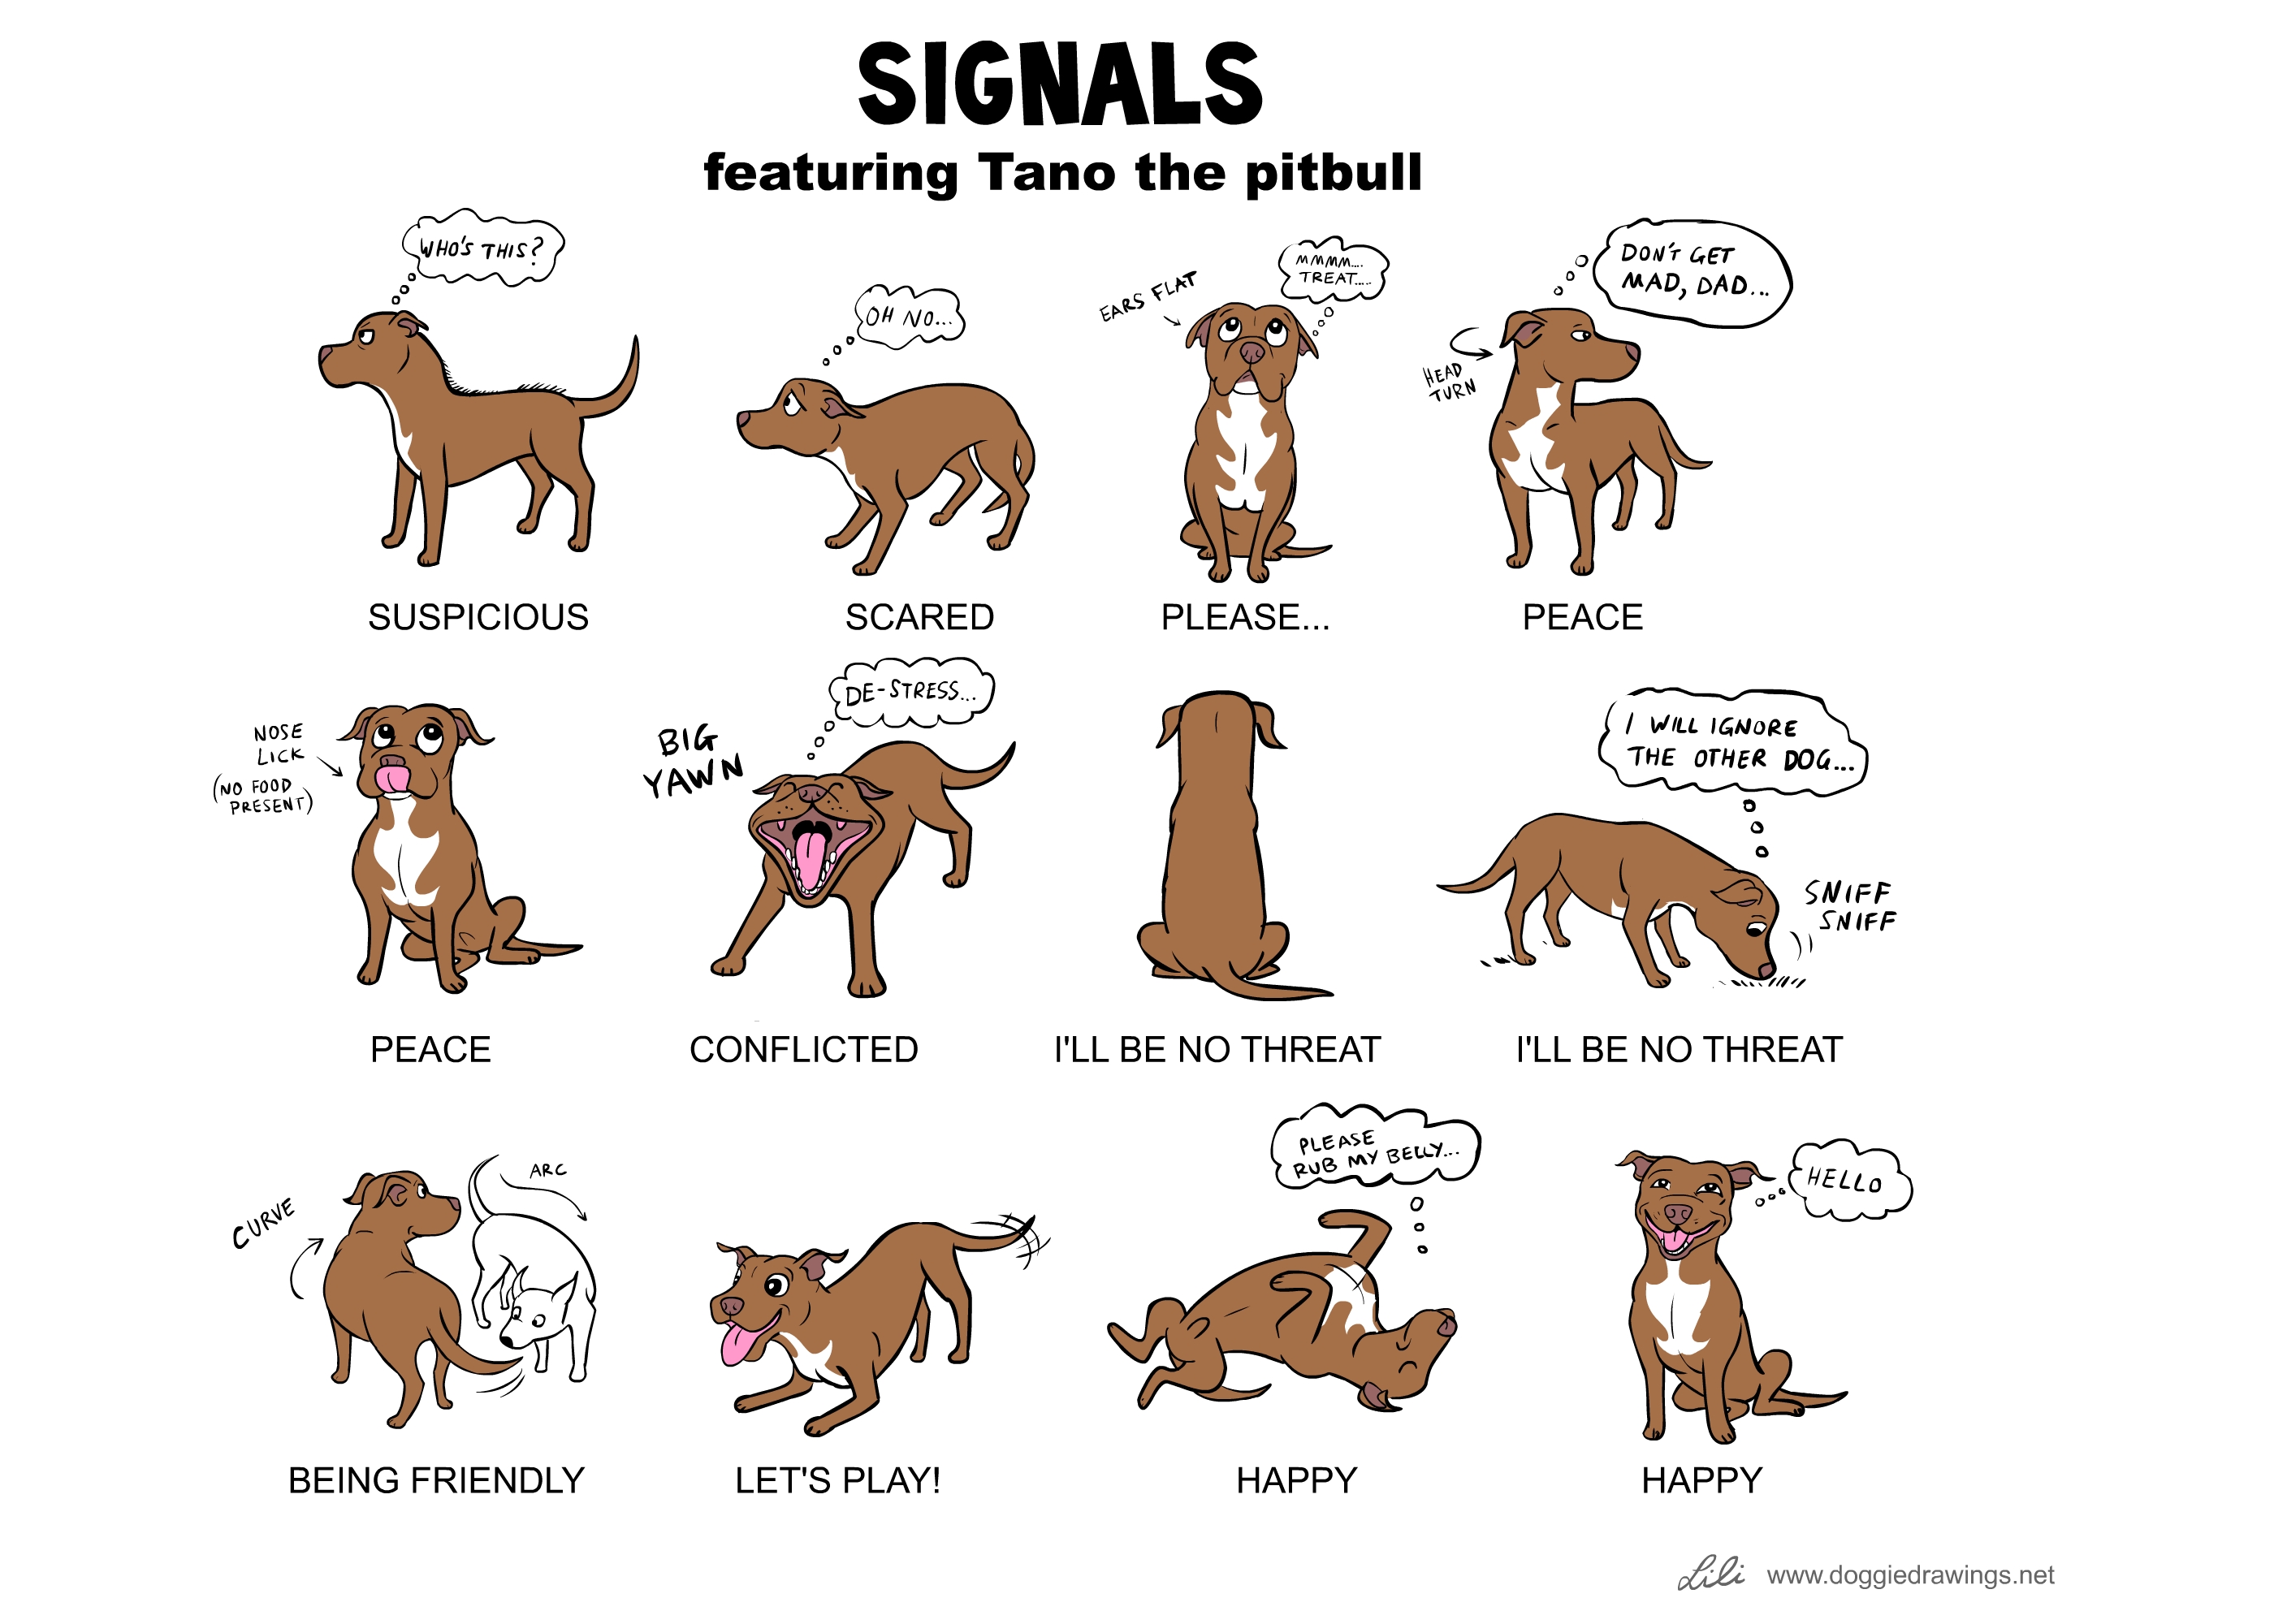 SIGNALS
featuring Tano the pitbull
WHO'S THIS?
SUSPICIOUS
OH NO...
SCARED
EARS FLAT
MMMM....
TREAT.....
PLEASE...
HEAD
TURN
DON'T GET
MAD, DAD...
PEACE
NOSE
LICK
(NO FOOD
PRESENT)
PEACE
BIG
YAWN
DE-STRESS...
CONFLICTED
I'LL BE NO THREAT
I WILL IGNORE
THE OTHER DOG...
SNIFF
SNIFF
I'LL BE NO THREAT
CURVE
ARC
BEING FRIENDLY
LET'S PLAY!
PLEASE
RUB MY BELLY...
HAPPY
HELLO
HAPPY
Lili www.doggiedrawings.net